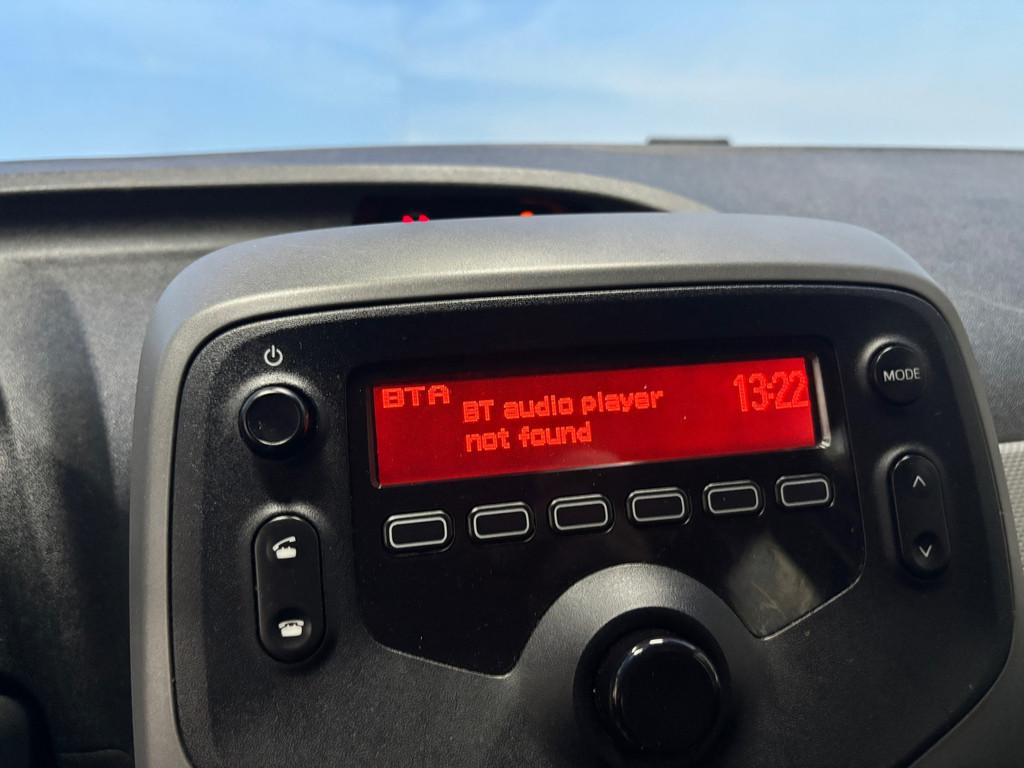 BTA
BT audio player
not found
13:22
MODE